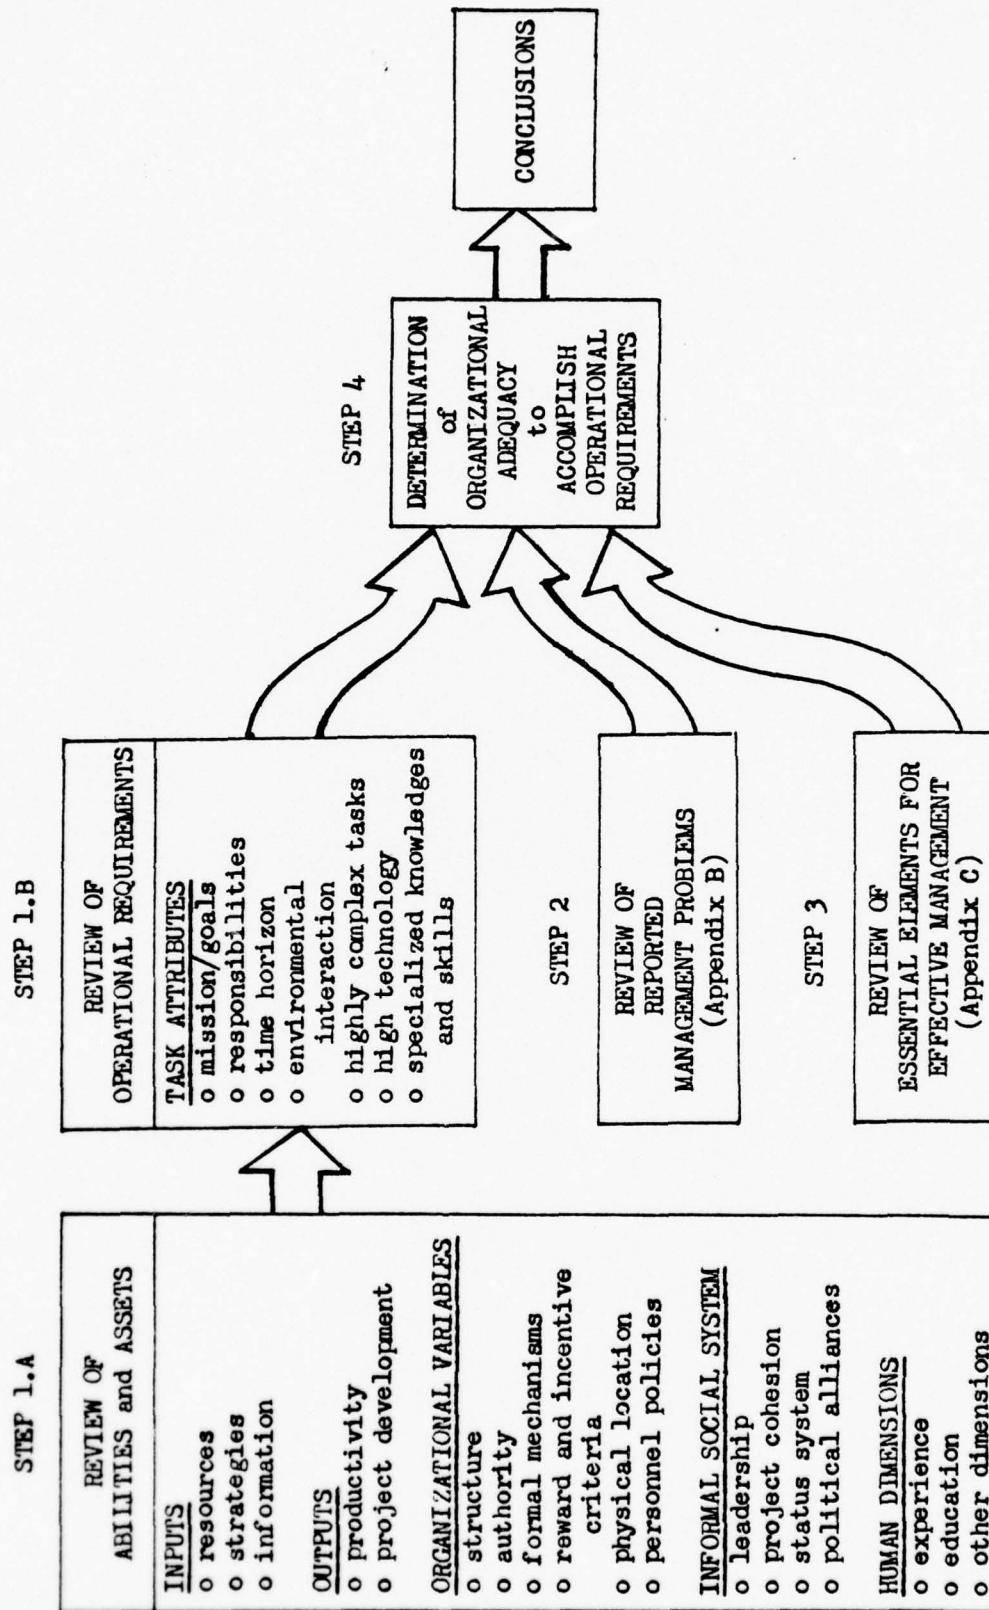 STEP 1.A
REVIEW OF
ABILITIES and ASSETS
INPUTS
o resources
o strategies
o information
OUTPUTS
o productivity
o project development
ORGANIZATIONAL VARIABLES
o structure
o authority
o formal mechanisms
o reward and incentive
criteria
o physical location
o personnel policies
INFORMAL SOCIAL SYSTEM
o leadership
o project cohesion
o status system
o political alliances
HUMAN DIMENSIONS
o experience
o education
o other dimensions
STEP 1.B
REVIEW OF
OPERATIONAL REQUIREMENTS
TASK ATTRIBUTES
o mission/goals
o responsibilities
o time horizon
o environmental
interaction
o highly complex tasks
o high technology
o specialized knowledges
and skills
STEP 2
REVIEW OF
REPORTED
MANAGEMENT PROBLEMS
(Appendix B)
STEP 3
REVIEW OF
ESSENTIAL ELEMENTS FOR
EFFECTIVE MANAGEMENT
(Appendix C)
STEP 4
DETERMINATION
of
ORGANIZATIONAL
ADEQUACY
to
ACCOMPLISH
OPERATIONAL
REQUIREMENTS
CONCLUSIONS